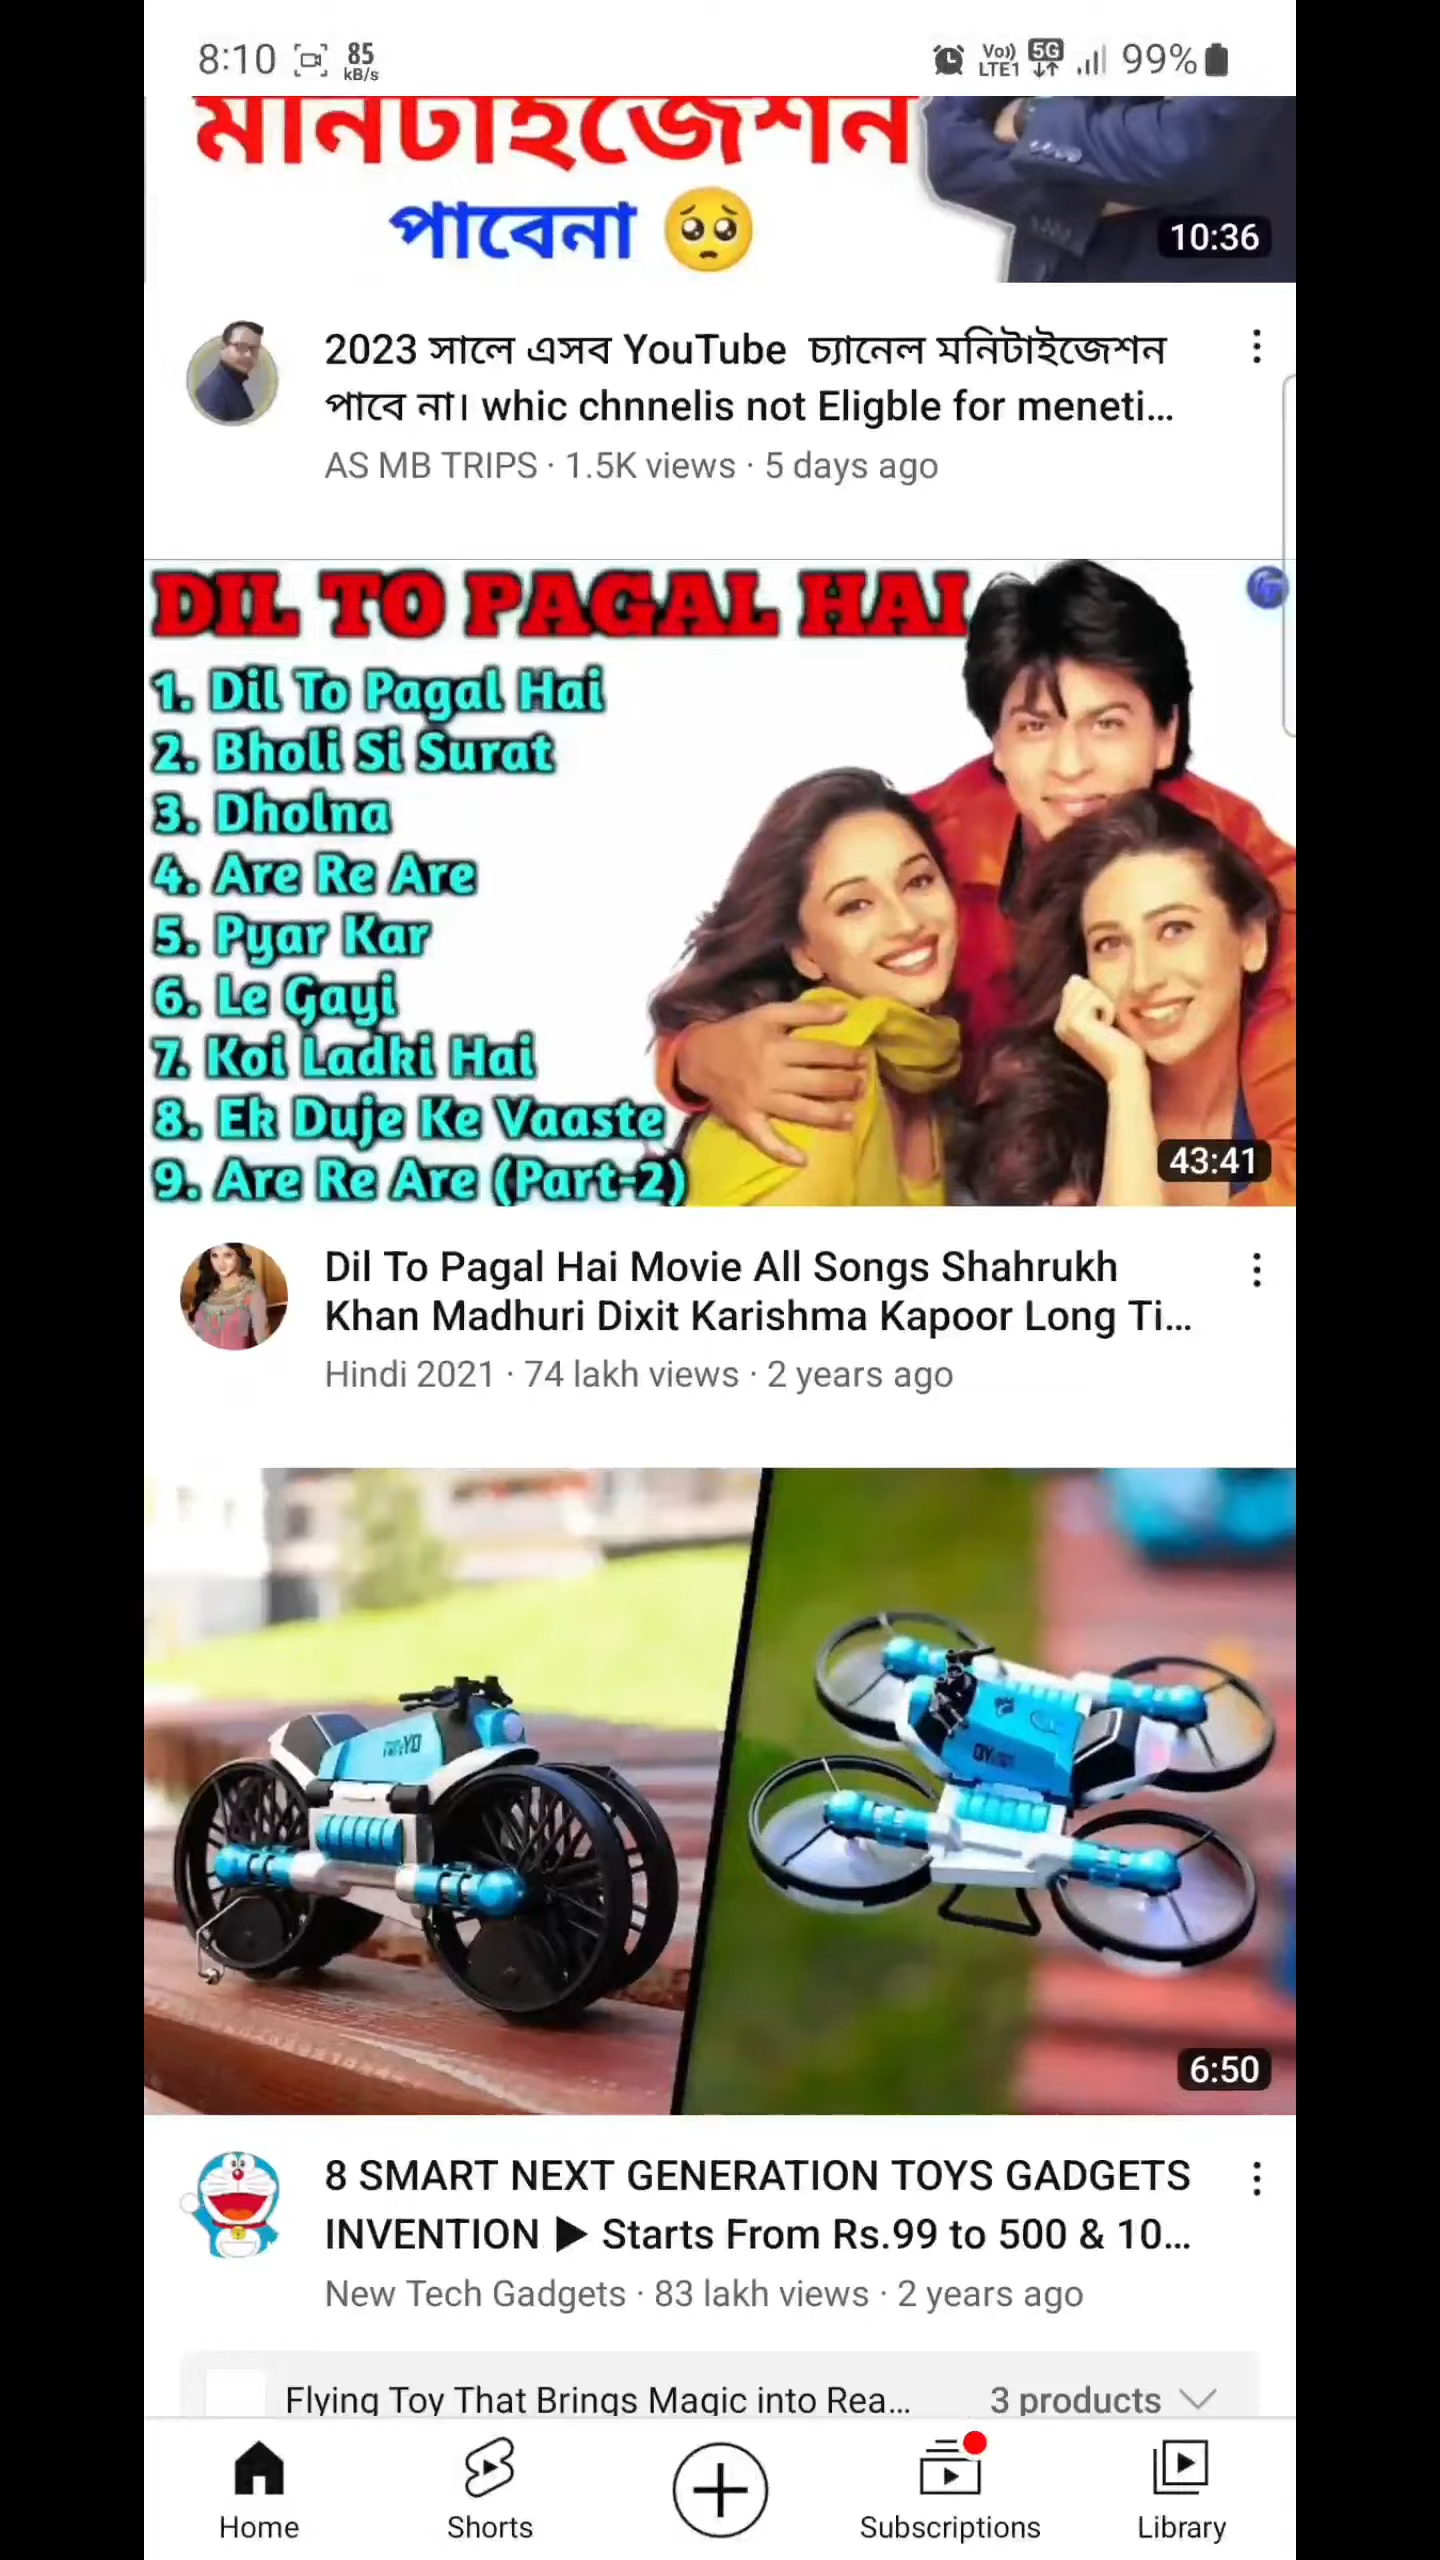 8:10 85 kB/s Vo)) LTE1 5G 99%
মনিটাইজেশন
পাবেনা 🥺
10:36
2023 সালে এসব YouTube চ্যানেল মনিটাইজেশন
পাবে না। whic chnnelis not Eligble for meneti...
AS MB TRIPS · 1.5K views · 5 days ago
DIL TO PAGAL HAI
1. Dil To Pagal Hai
2. Bholi Si Surat
3. Dholna
4. Are Re Are
5. Pyar Kar
6. Le Gayi
7. Koi Ladki Hai
8. Ek Duje Ke Vaaste
9. Are Re Are (Part-2)
43:41
Dil To Pagal Hai Movie All Songs Shahrukh
Khan Madhuri Dixit Karishma Kapoor Long Ti...
Hindi 2021 · 74 lakh views · 2 years ago
6:50
8 SMART NEXT GENERATION TOYS GADGETS
INVENTION ▶ Starts From Rs.99 to 500 & 10...
New Tech Gadgets · 83 lakh views · 2 years ago
Flying Toy That Brings Magic into Rea... 3 products
Home Shorts Subscriptions Library